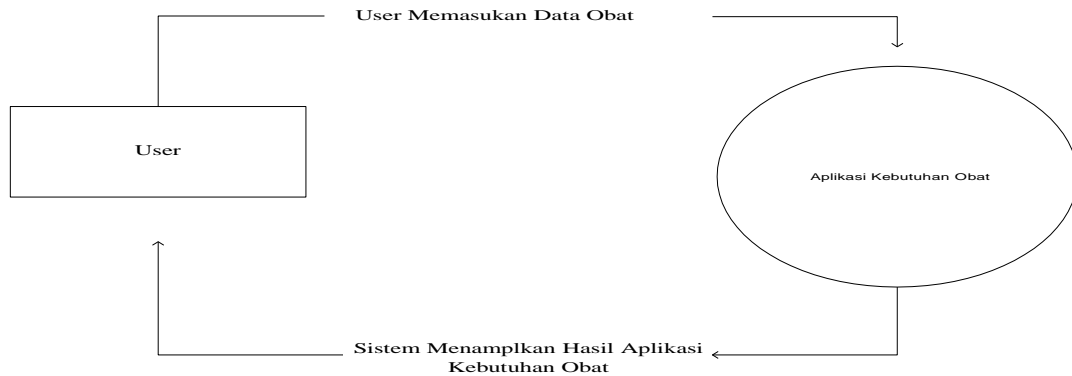 User Memasukan Data Obat
User
Aplikasi Kebutuhan Obat
Sistem Menamplkan Hasil Aplikasi
Kebutuhan Obat